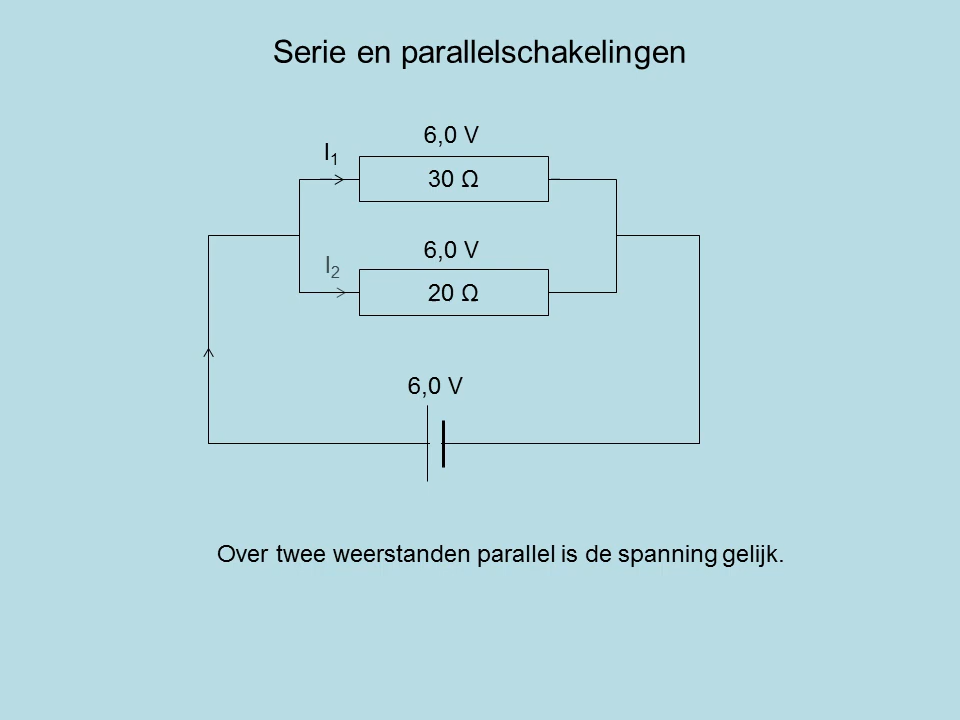 Serie en parallelschakelingen
6,0 V
I₁
30 Ω
6,0 V
I₂
20 Ω
6,0 V
Over twee weerstanden parallel is de spanning gelijk.